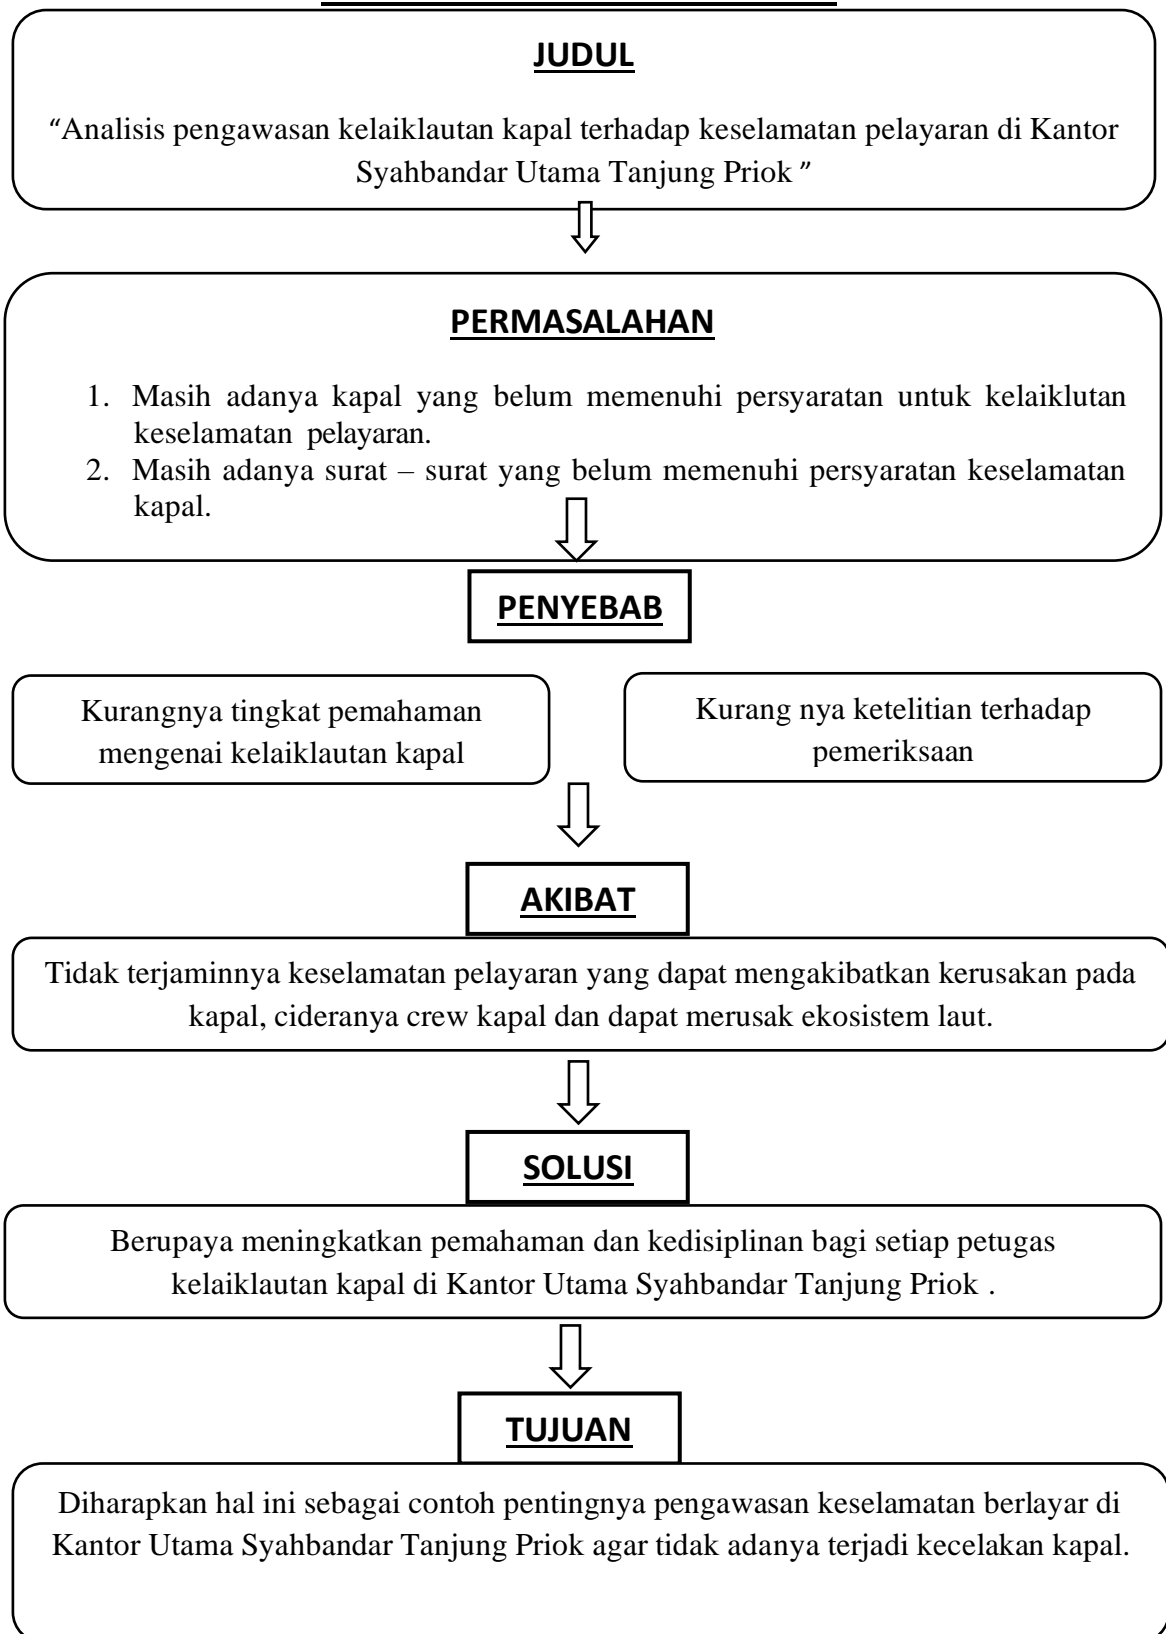 JUDUL
“Analisis pengawasan kelaiklautan kapal terhadap keselamatan pelayaran di Kantor
Syahbandar Utama Tanjung Priok ”
PERMASALAHAN
1. Masih adanya kapal yang belum memenuhi persyaratan untuk kelaiklutan
keselamatan pelayaran.
2. Masih adanya surat – surat yang belum memenuhi persyaratan keselamatan
kapal.
PENYEBAB
Kurangnya tingkat pemahaman
mengenai kelaiklautan kapal
Kurang nya ketelitian terhadap
pemeriksaan
AKIBAT
Tidak terjaminnya keselamatan pelayaran yang dapat mengakibatkan kerusakan pada
kapal, cideranya crew kapal dan dapat merusak ekosistem laut.
SOLUSI
Berupaya meningkatkan pemahaman dan kedisiplinan bagi setiap petugas
kelaiklautan kapal di Kantor Utama Syahbandar Tanjung Priok .
TUJUAN
Diharapkan hal ini sebagai contoh pentingnya pengawasan keselamatan berlayar di
Kantor Utama Syahbandar Tanjung Priok agar tidak adanya terjadi kecelakan kapal.